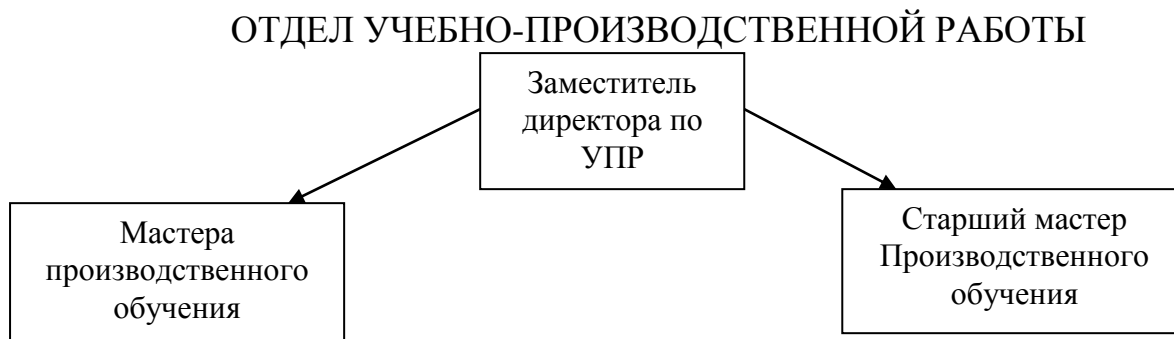 ОТДЕЛ УЧЕБНО-ПРОИЗВОДСТВЕННОЙ РАБОТЫ
Заместитель
директора по
УПР
Мастера
производственного
обучения
Старший мастер
Производственного
обучения